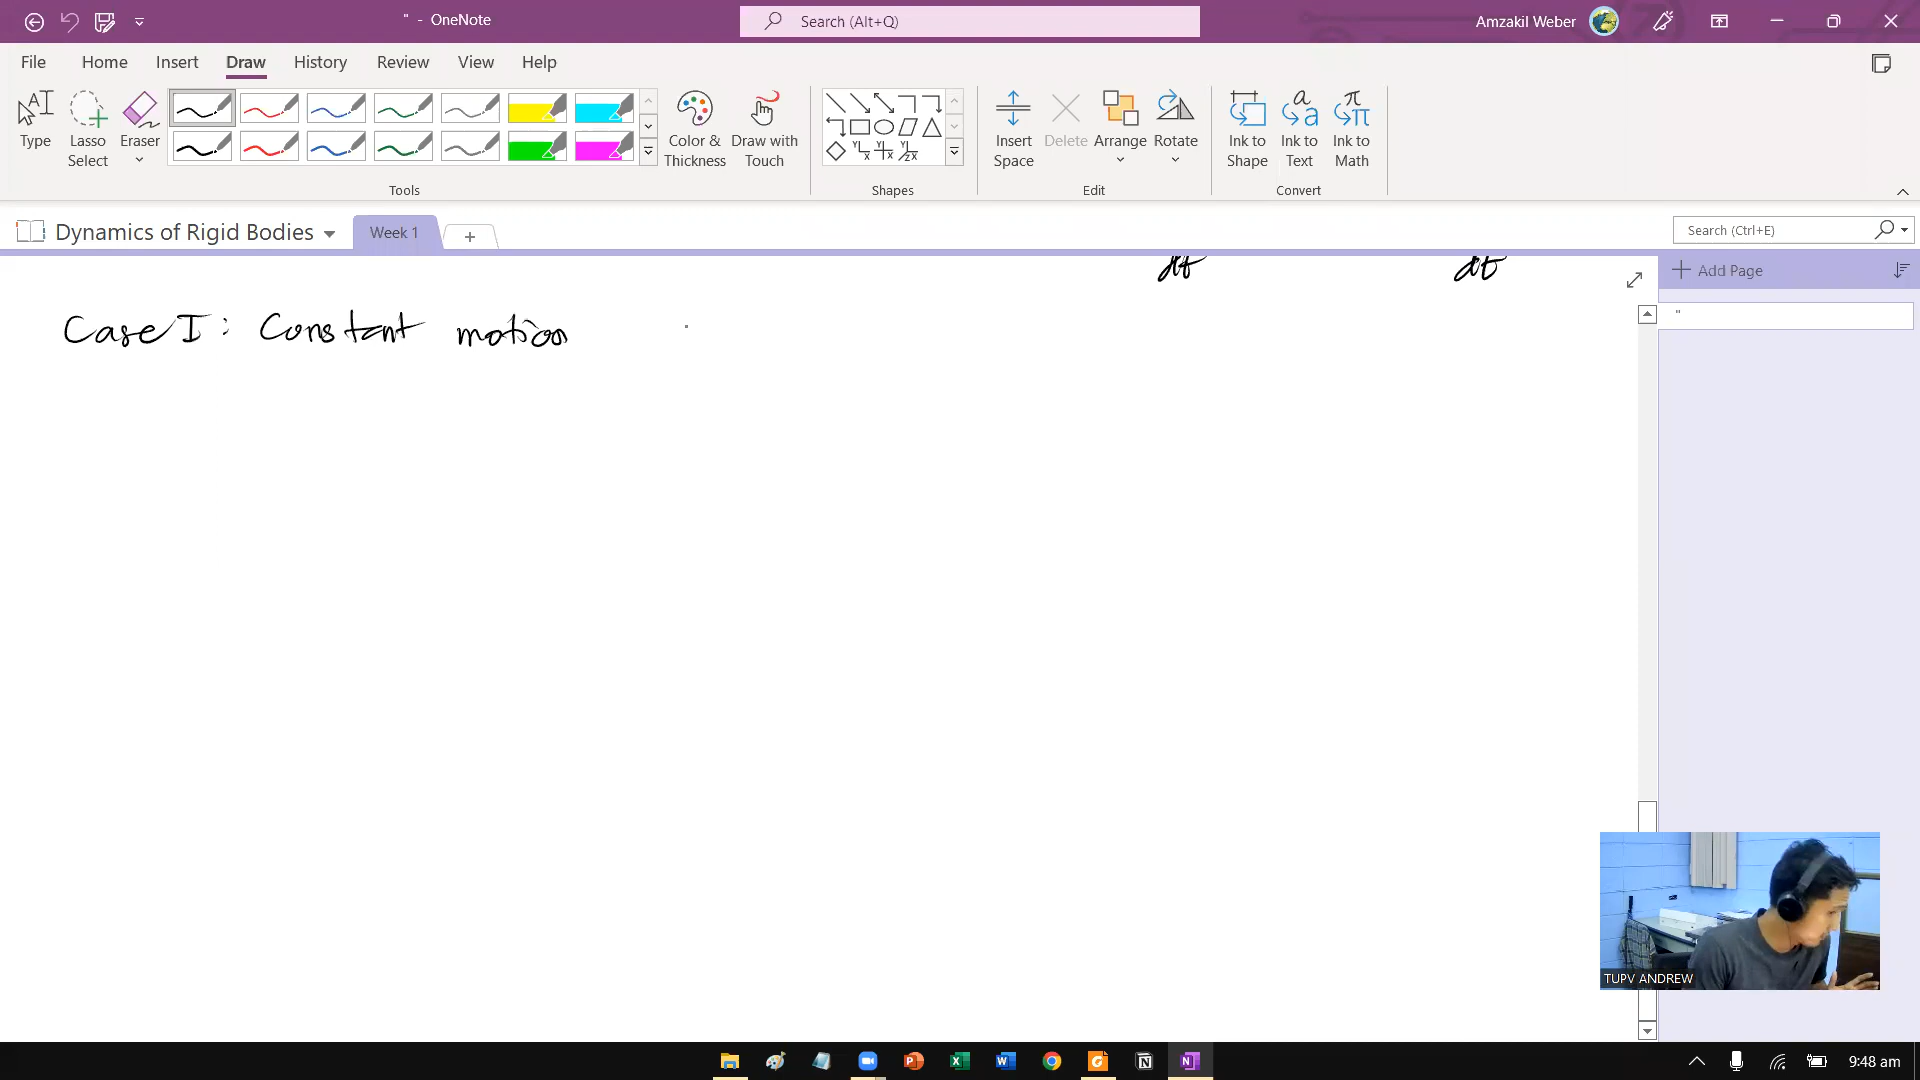 " - OneNote
Search (Alt+Q)
Amzakil Weber
File Home Insert Draw History Review View Help
Type
Lasso Select
Eraser
Color & Thickness
Draw with Touch
Insert Space
Delete
Arrange
Rotate
Ink to Shape
Ink to Text
Ink to Math
Tools
Shapes
Edit
Convert
Dynamics of Rigid Bodies
Week 1
Search (Ctrl+E)
Add Page
"
dt dt
Case I: Constant motion
TUPV ANDREW
9:48 am